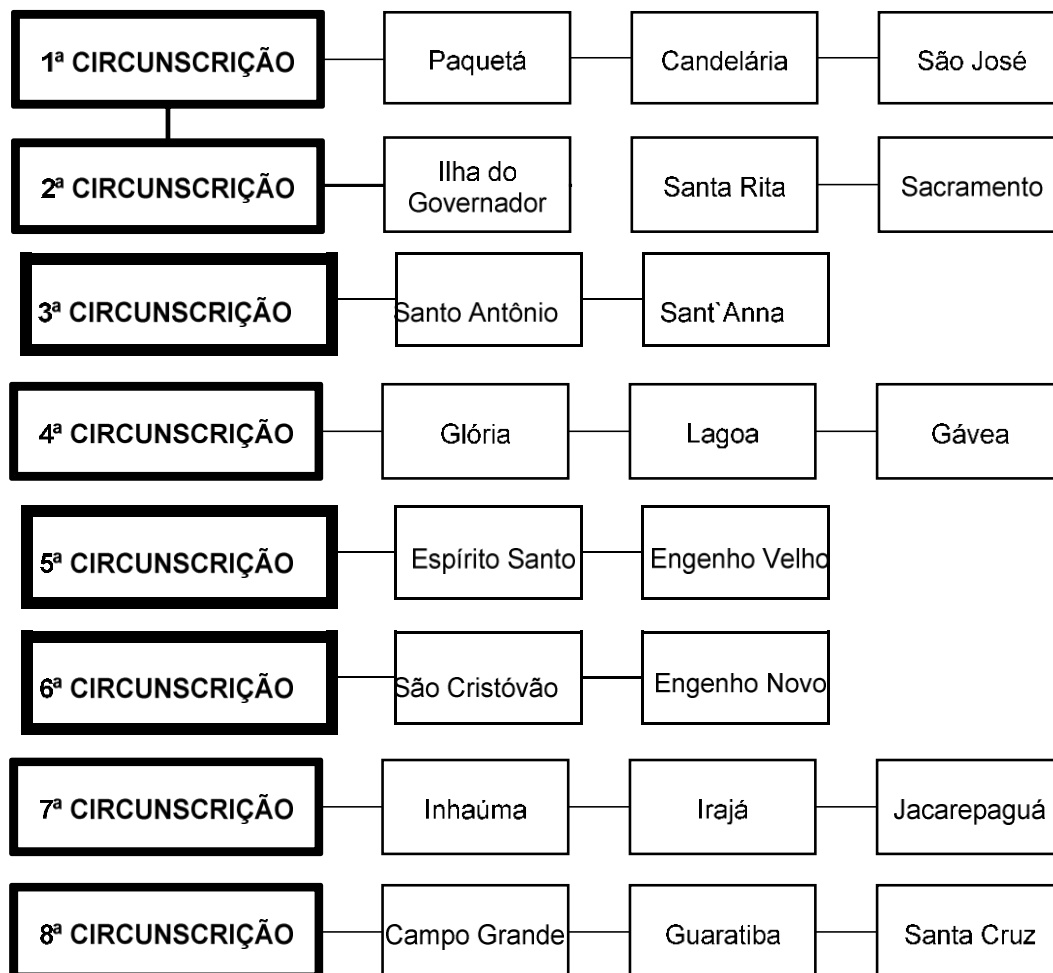 1ª CIRCUNSCRIÇÃO
Paquetá
Candelária
São José
2ª CIRCUNSCRIÇÃO
Ilha do
Governador
Santa Rita
Sacramento
3ª CIRCUNSCRIÇÃO
Santo Antônio
Sant`Anna
4ª CIRCUNSCRIÇÃO
Glória
Lagoa
Gávea
5ª CIRCUNSCRIÇÃO
Espírito Santo
Engenho Velho
6ª CIRCUNSCRIÇÃO
São Cristóvão
Engenho Novo
7ª CIRCUNSCRIÇÃO
Inhaúma
Irajá
Jacarepaguá
8ª CIRCUNSCRIÇÃO
Campo Grande
Guaratiba
Santa Cruz